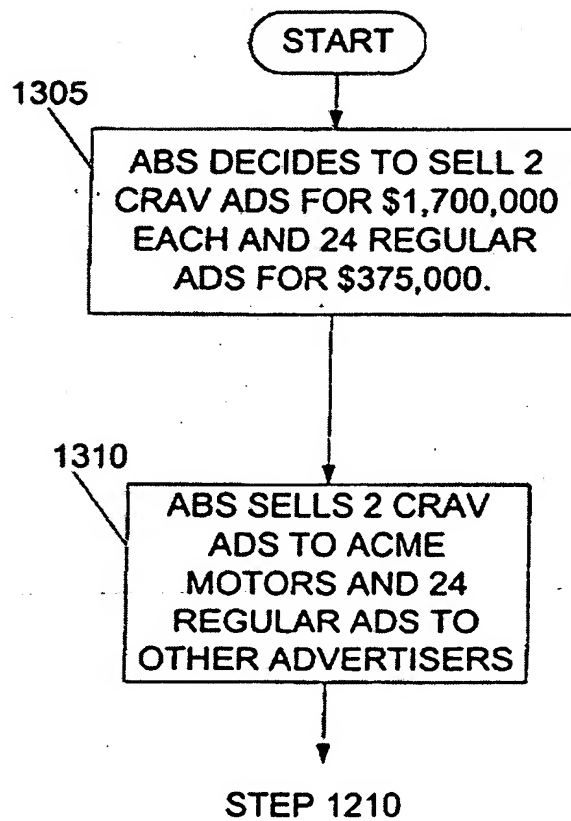 START
1305
ABS DECIDES TO SELL 2
CRAV ADS FOR $1,700,000
EACH AND 24 REGULAR
ADS FOR $375,000.
1310
ABS SELLS 2 CRAV
ADS TO ACME
MOTORS AND 24
REGULAR ADS TO
OTHER ADVERTISERS
STEP 1210